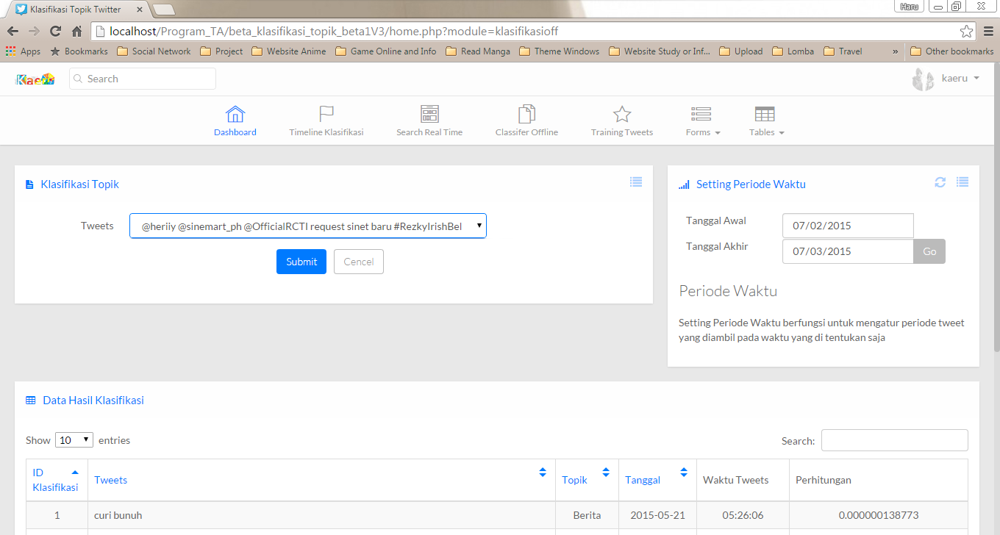 Klasifikasi Topik Twitter
Haru
localhost/Program_TA/beta_klasifikasi_topik_beta1V3/home.php?module=klasifikasioff
Apps Bookmarks Social Network Project Website Anime Game Online and Info Read Manga Theme Windows Website Study or Inf... Upload Lomba Travel » Other bookmarks
Search kaeru
Dashboard Timeline Klasifikasi Search Real Time Classifer Offline Training Tweets Forms Tables
Klasifikasi Topik
Tweets @heriiy @sinemart_ph @OfficialRCTI request sinet baru #RezkyIrishBel
Submit Cencel
Setting Periode Waktu
Tanggal Awal 07/02/2015
Tanggal Akhir 07/03/2015 Go
Periode Waktu
Setting Periode Waktu berfungsi untuk mengatur periode tweet
yang diambil pada waktu yang di tentukan saja
Data Hasil Klasifikasi
Show 10 entries Search:
ID Klasifikasi Tweets Topik Tanggal Waktu Tweets Perhitungan
1 curi bunuh Berita 2015-05-21 05:26:06 0.000000138773